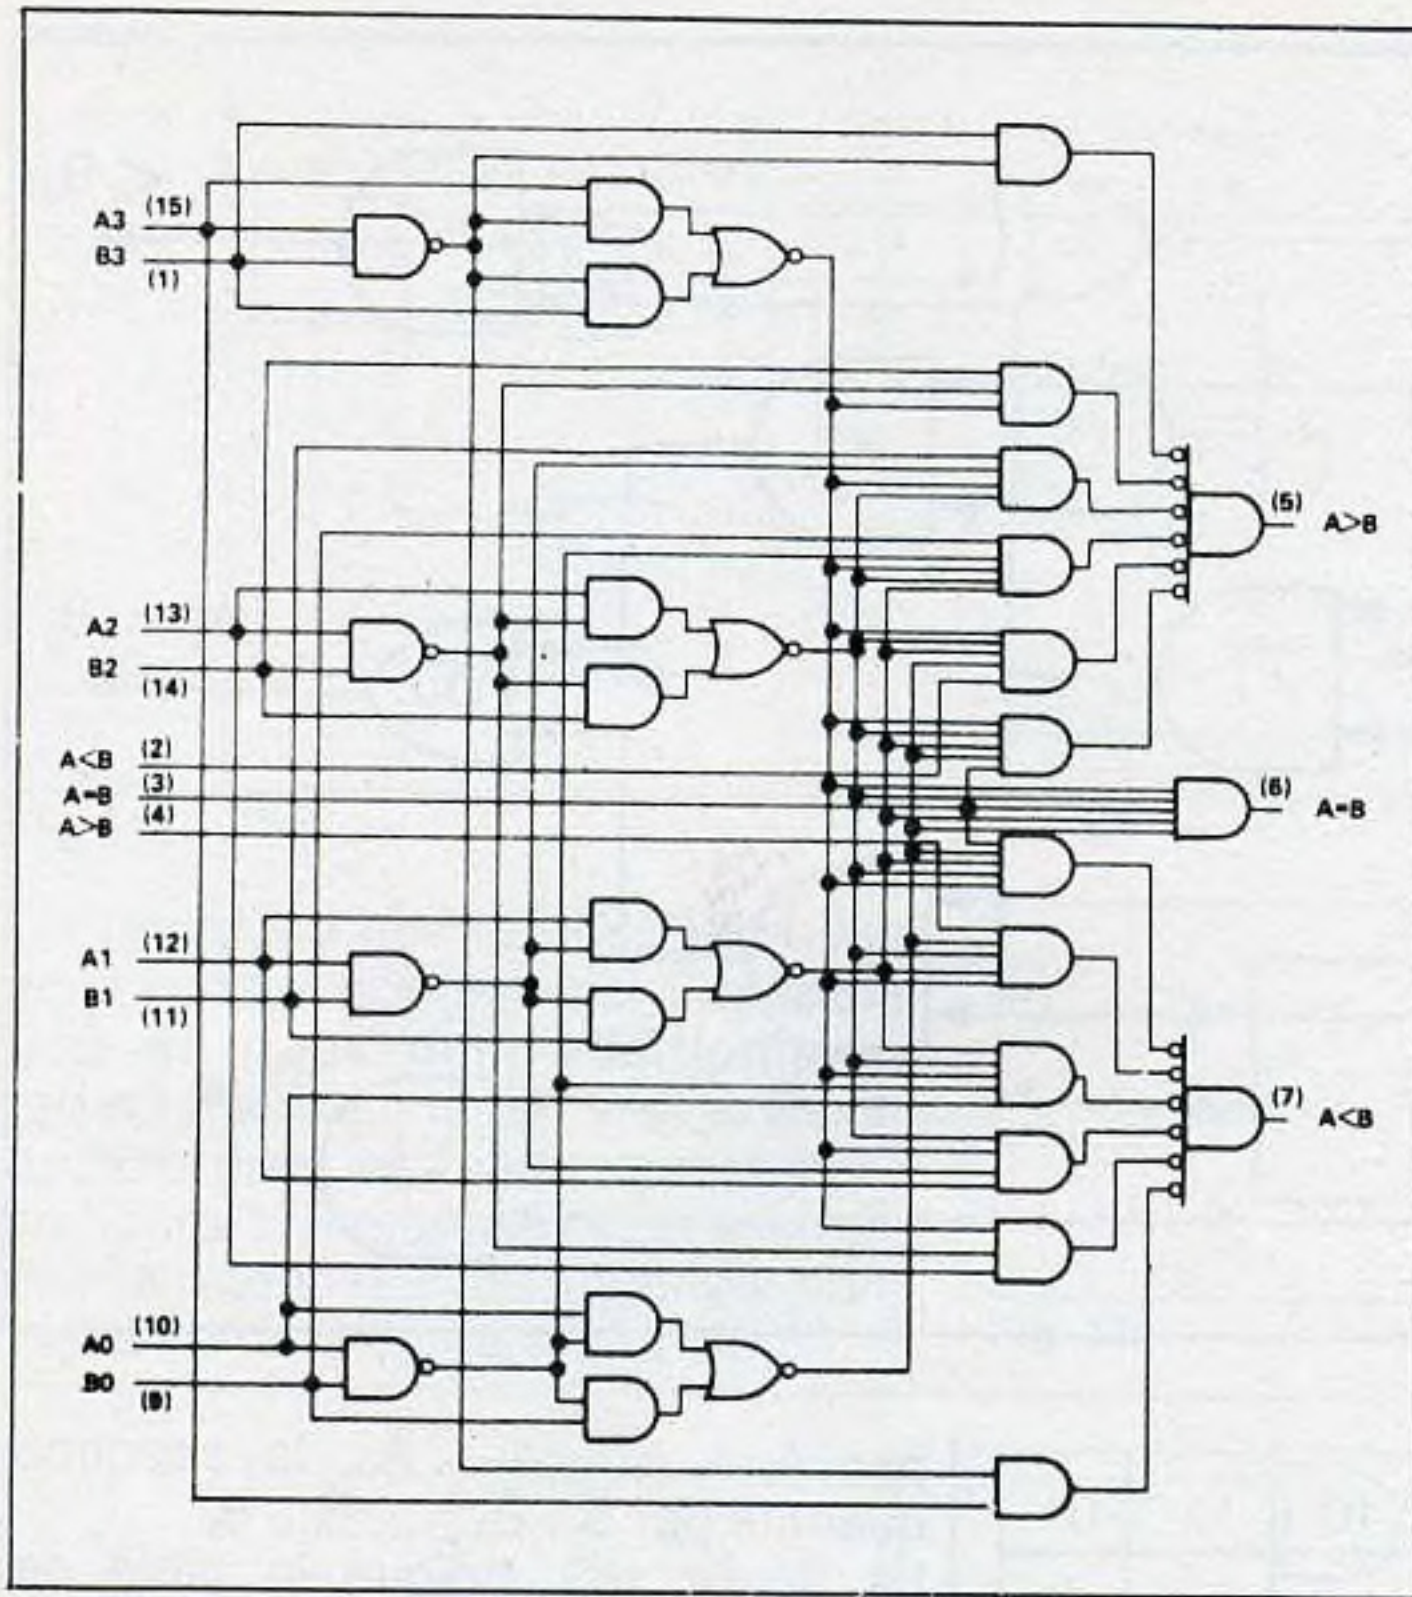 A3 (15)
B3
(1)
(5) A>B
A2 (13)
B2
(14)
A<B (2)
A=B (3)
A>B (4)
(6) A=B
A1 (12)
B1
(11)
(7) A<B
A0 (10)
B0
(9)